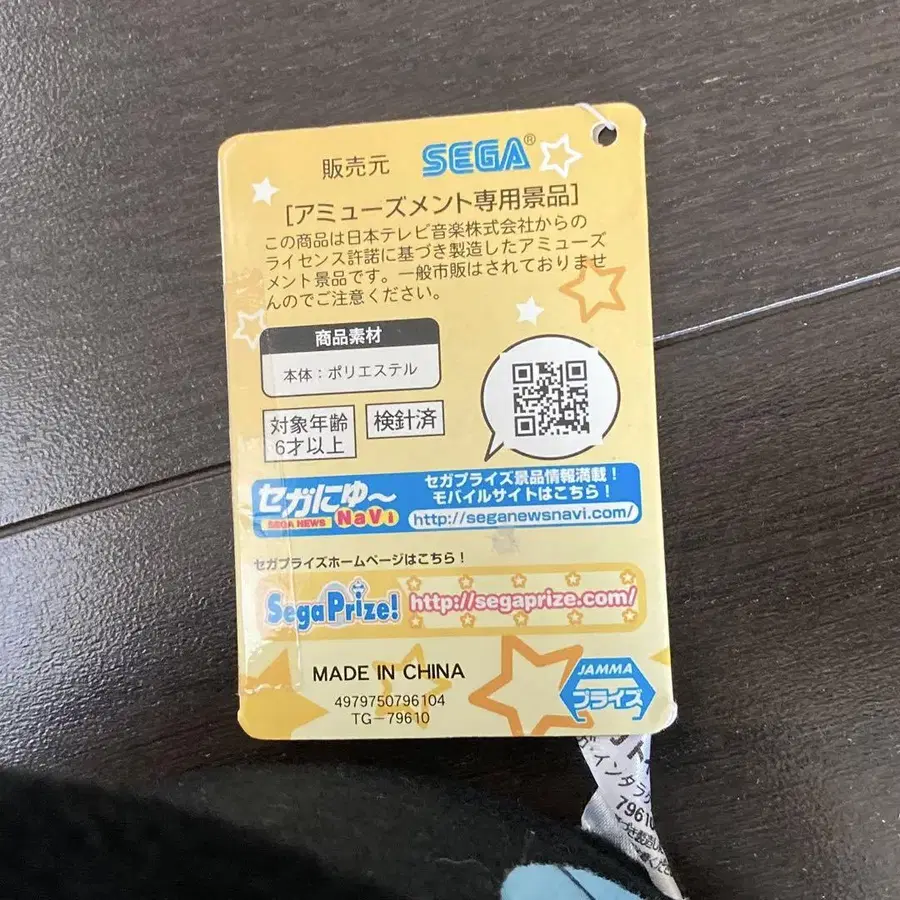 販売元 SEGA®
[アミューズメント専用景品]
この商品は日本テレビ音楽株式会社からの
ライセンス許諾に基づき製造したアミューズ
メント景品です。一般市販はされておりませ
んのでご注意ください。
商品素材
本体：ポリエステル
対象年齢
6才以上
検針済
セガにゅ～
SEGA NEWS NaVi
セガプライズ景品情報満載！
モバイルサイトはこちら！
http://seganewsnavi.com/
セガプライズホームページはこちら！
SegaPrize! http://segaprize.com/
MADE IN CHINA
4979750796104
TG-79610
JAMMA
プライズ
インタラ
7961